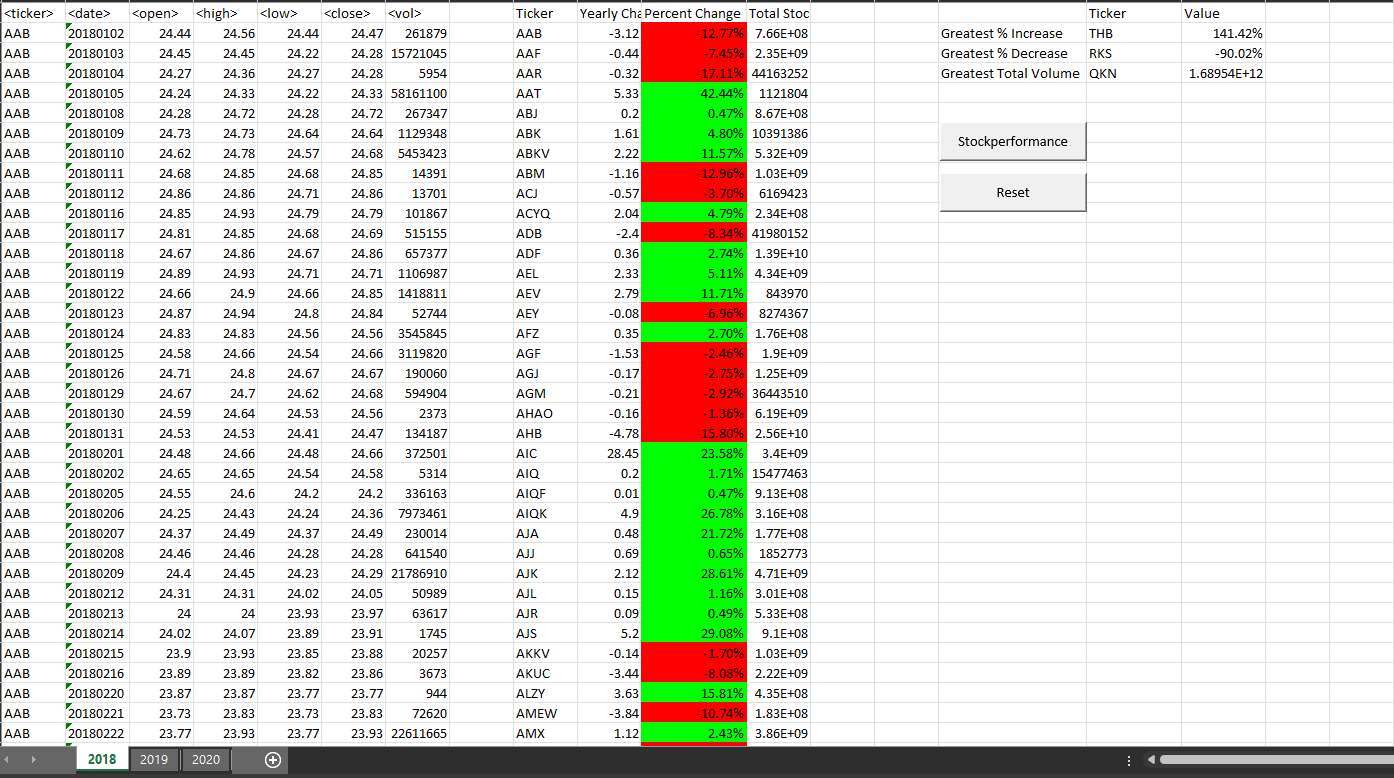 <ticker> <date> <open> <high> <low> <close> <vol> Ticker Yearly Cha Percent Change Total Stoc Ticker Value
AAB 20180102 24.44 24.56 24.44 24.47 261879 AAB -3.12 -12.77% 7.66E+08 Greatest % Increase THB 141.42%
AAB 20180103 24.45 24.45 24.22 24.28 15721045 AAF -0.44 -7.45% 2.35E+09 Greatest % Decrease RKS -90.02%
AAB 20180104 24.27 24.36 24.27 24.28 5954 AAR -0.32 -17.11% 44163252 Greatest Total Volume QKN 1.68954E+12
AAB 20180105 24.24 24.33 24.22 24.33 58161100 AAT 5.33 42.44% 1121804
AAB 20180108 24.28 24.72 24.28 24.72 267347 ABJ 0.2 0.47% 8.67E+08
AAB 20180109 24.73 24.73 24.64 24.64 1129348 ABK 1.61 4.80% 10391386
AAB 20180110 24.62 24.78 24.57 24.68 5453423 ABKV 2.22 11.57% 5.32E+09 Stockperformance
AAB 20180111 24.68 24.85 24.68 24.85 14391 ABM -1.16 -12.96% 1.03E+09
AAB 20180112 24.86 24.86 24.71 24.86 13701 ACJ -0.57 -3.70% 6169423 Reset
AAB 20180116 24.85 24.93 24.79 24.79 101867 ACYQ 2.04 4.79% 2.34E+08
AAB 20180117 24.81 24.85 24.68 24.69 515155 ADB -2.4 -8.34% 41980152
AAB 20180118 24.67 24.86 24.67 24.86 657377 ADF 0.36 2.74% 1.39E+10
AAB 20180119 24.89 24.93 24.71 24.71 1106987 AEL 2.33 5.11% 4.34E+09
AAB 20180122 24.66 24.9 24.66 24.85 1418811 AEV 2.79 11.71% 843970
AAB 20180123 24.87 24.94 24.8 24.84 52744 AEY -0.08 -6.96% 8274367
AAB 20180124 24.83 24.83 24.56 24.56 3545845 AFZ 0.35 2.70% 1.76E+08
AAB 20180125 24.58 24.66 24.54 24.66 3119820 AGF -1.53 -2.46% 1.9E+09
AAB 20180126 24.71 24.8 24.67 24.67 190060 AGJ -0.17 -2.75% 1.25E+09
AAB 20180129 24.67 24.7 24.62 24.68 594904 AGM -0.21 -2.92% 36443510
AAB 20180130 24.59 24.64 24.53 24.56 2373 AHAO -0.16 -1.36% 6.19E+09
AAB 20180131 24.53 24.53 24.41 24.47 134187 AHB -4.78 -15.80% 2.56E+10
AAB 20180201 24.48 24.66 24.48 24.66 372501 AIC 28.45 23.58% 3.4E+09
AAB 20180202 24.65 24.65 24.54 24.58 5314 AIQ 0.2 1.71% 15477463
AAB 20180205 24.55 24.6 24.2 24.2 336163 AIQF 0.01 0.47% 9.13E+08
AAB 20180206 24.25 24.43 24.24 24.36 7973461 AIQK 4.9 26.78% 3.16E+08
AAB 20180207 24.37 24.49 24.37 24.49 230014 AJA 0.48 21.72% 1.77E+08
AAB 20180208 24.46 24.46 24.28 24.28 641540 AJJ 0.69 0.65% 1852773
AAB 20180209 24.4 24.45 24.23 24.29 21786910 AJK 2.12 28.61% 4.71E+09
AAB 20180212 24.31 24.31 24.02 24.05 50989 AJL 0.15 1.16% 3.01E+08
AAB 20180213 24 24 23.93 23.97 63617 AJR 0.09 0.49% 5.33E+08
AAB 20180214 24.02 24.07 23.89 23.91 1745 AJS 5.2 29.08% 9.1E+08
AAB 20180215 23.9 23.93 23.85 23.88 20257 AKKV -0.14 -1.70% 1.03E+09
AAB 20180216 23.89 23.89 23.82 23.86 3673 AKUC -3.44 -8.08% 2.22E+09
AAB 20180220 23.87 23.87 23.77 23.77 944 ALZY 3.63 15.81% 4.35E+08
AAB 20180221 23.73 23.83 23.73 23.83 72620 AMEW -3.84 -10.74% 1.83E+08
AAB 20180222 23.77 23.93 23.77 23.93 22611665 AMX 1.12 2.43% 3.86E+09
2018 2019 2020